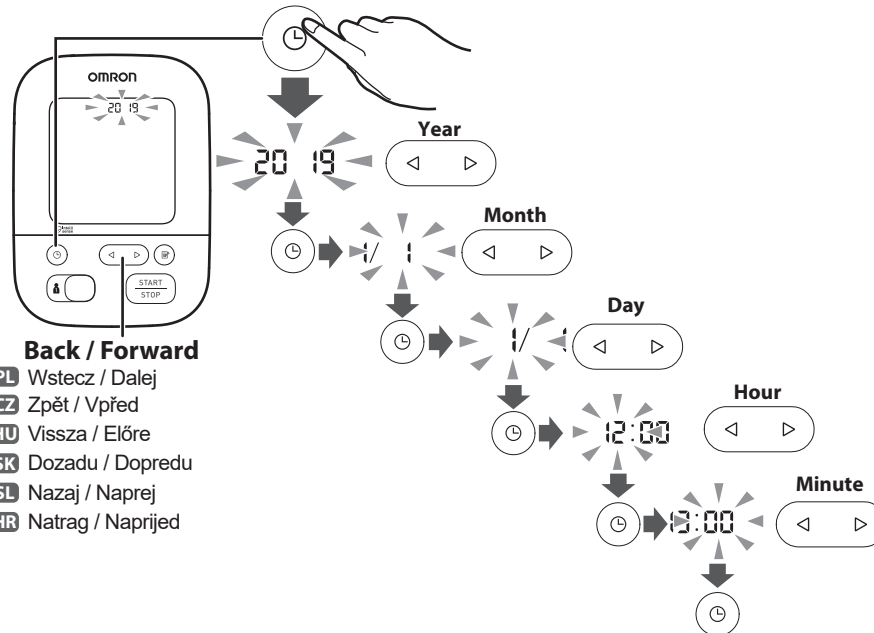 OMRON
20 19
20 19
Year
Month
1/ 1
Day
1/ 1
Back / Forward
PL Wstecz / Dalej
CZ Zpět / Vpřed
HU Vissza / Előre
SK Dozadu / Dopredu
SL Nazaj / Naprej
HR Natrag / Naprijed
START
STOP
Hour
12:00
Minute
13:00